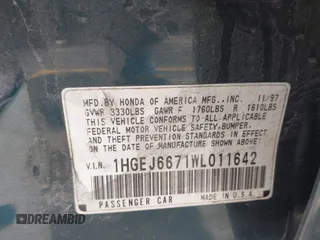 MFD.BY HONDA OF AMERICA MFG.,INC. 11/97
GVWR 3330LBS GAWR F 1760LBS R 1610LBS
THIS VEHICLE CONFORMS TO ALL APPLICABLE
FEDERAL MOTOR VEHICLE SAFETY,BUMPER,
AND THEFT PREVENTION STANDARDS IN EFFECT
ON THE DATE OF MANUFACTURE SHOWN ABOVE.
V.I.N. 1HGEJ6671WL011642
PASSENGER CAR MADE IN U.S.A.
DREAMBID